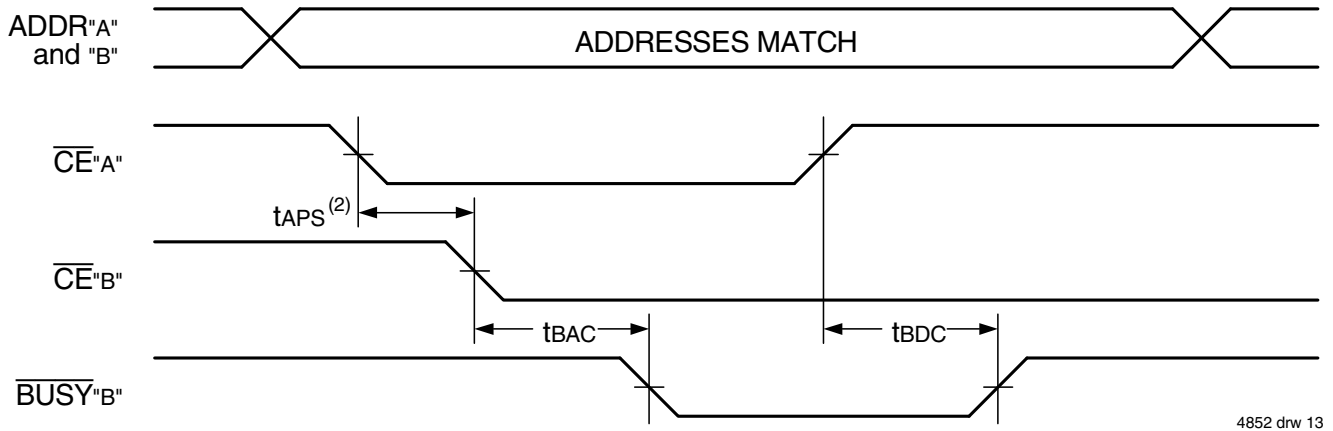 ADDR"A"
and "B"
ADDRESSES MATCH
CE"A"
tAPS (2)
CE"B"
tBAC
tBDC
BUSY"B"
4852 drw 13